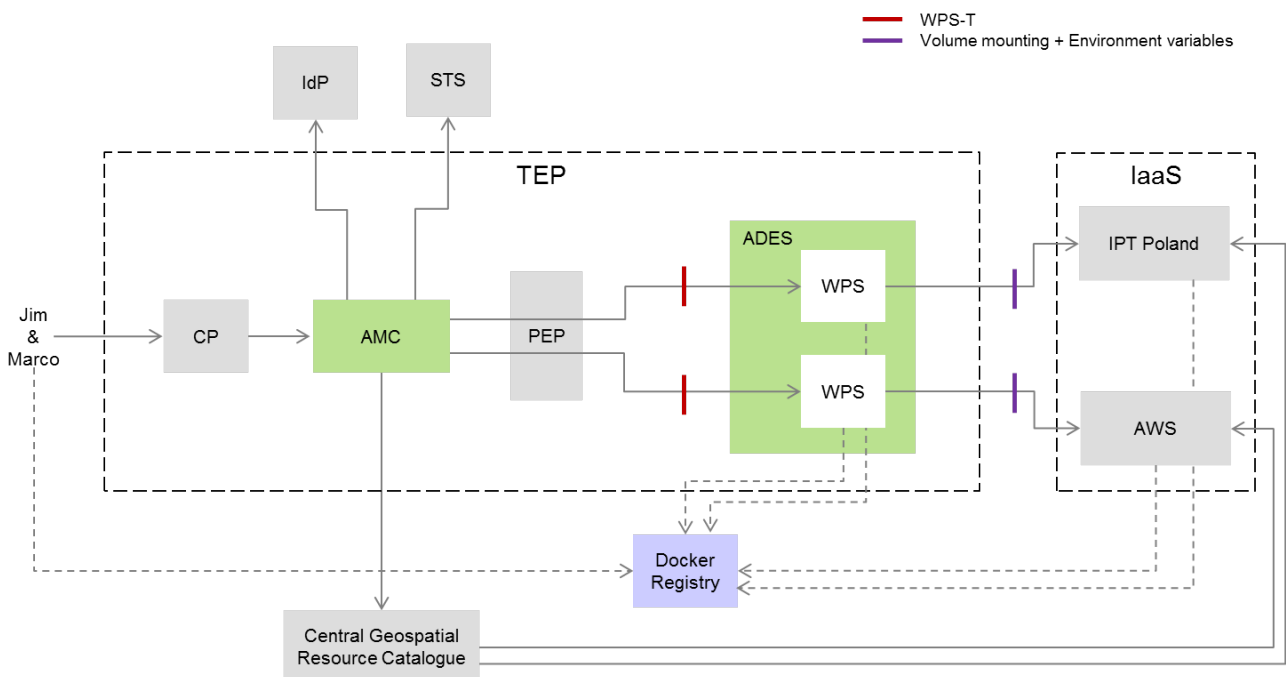 WPS-T
Volume mounting + Environment variables
IdP
STS
TEP
IaaS
ADES
IPT Poland
WPS
Jim
&
Marco
CP
AMC
PEP
WPS
AWS
Docker
Registry
Central Geospatial
Resource Catalogue